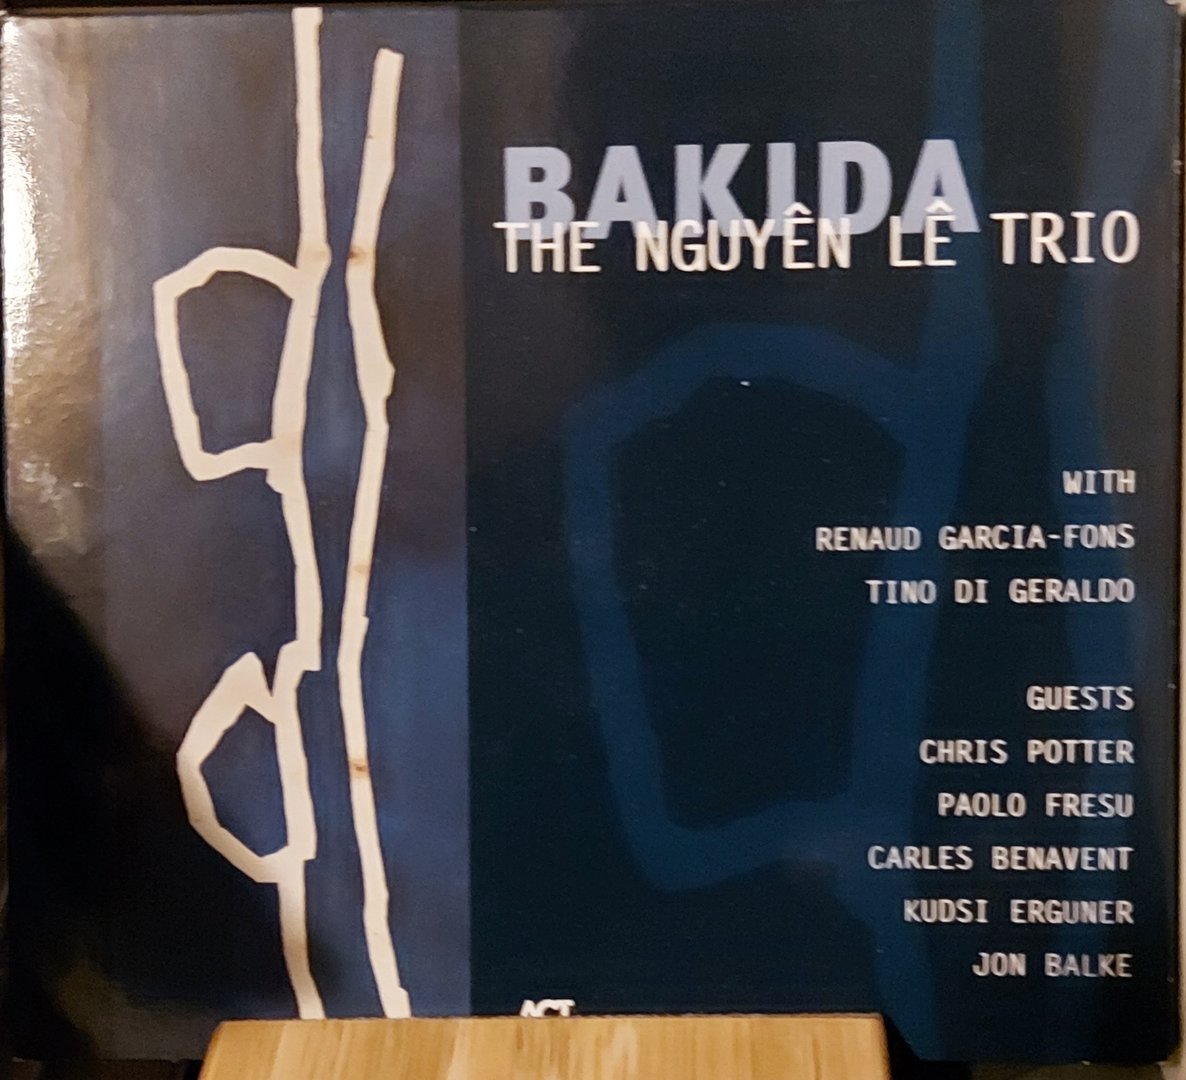 BAKIDA
THE NGUYÊN LÊ TRIO
WITH
RENAUD GARCIA-FONS
TINO DI GERALDO
GUESTS
CHRIS POTTER
PAOLO FRESU
CARLES BENAVENT
KUDSI ERGUNER
JON BALKE
ACT